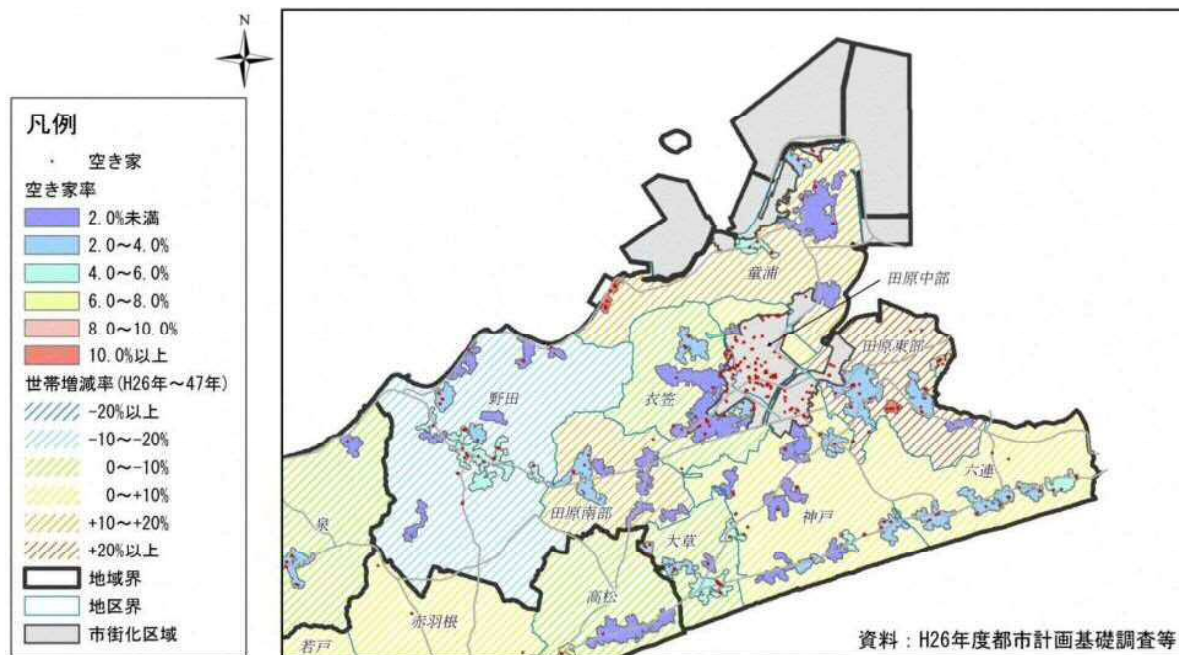 N
凡例
空き家
空き家率
2.0%未満
2.0～4.0%
4.0～6.0%
6.0～8.0%
8.0～10.0%
10.0%以上
世帯増減率(H26年～47年)
-20%以上
-10～-20%
0～-10%
0～+10%
+10～+20%
+20%以上
地域界
地区界
市街化区域
童浦
田原中部
田原東部
野田
衣笠
六連
泉
田原南部
神戸
大草
高松
赤羽根
若戸
資料：H26年度都市計画基礎調査等